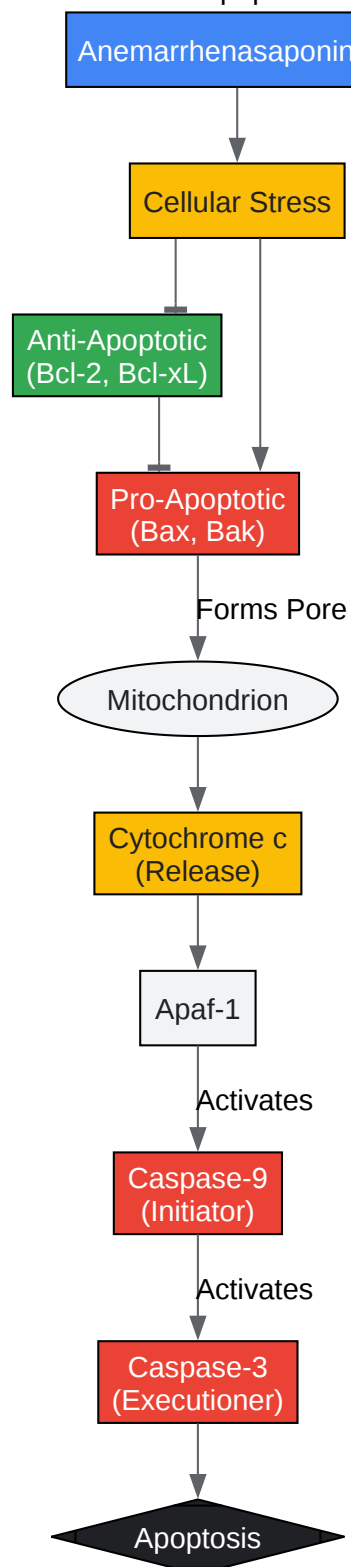 Anemarrhenasaponin
Cellular Stress
Anti-Apoptotic
(Bcl-2, Bcl-xL)
Pro-Apoptotic
(Bax, Bak)
Forms Pore
Mitochondrion
Cytochrome c
(Release)
Apaf-1
Activates
Caspase-9
(Initiator)
Activates
Caspase-3
(Executioner)
Apoptosis